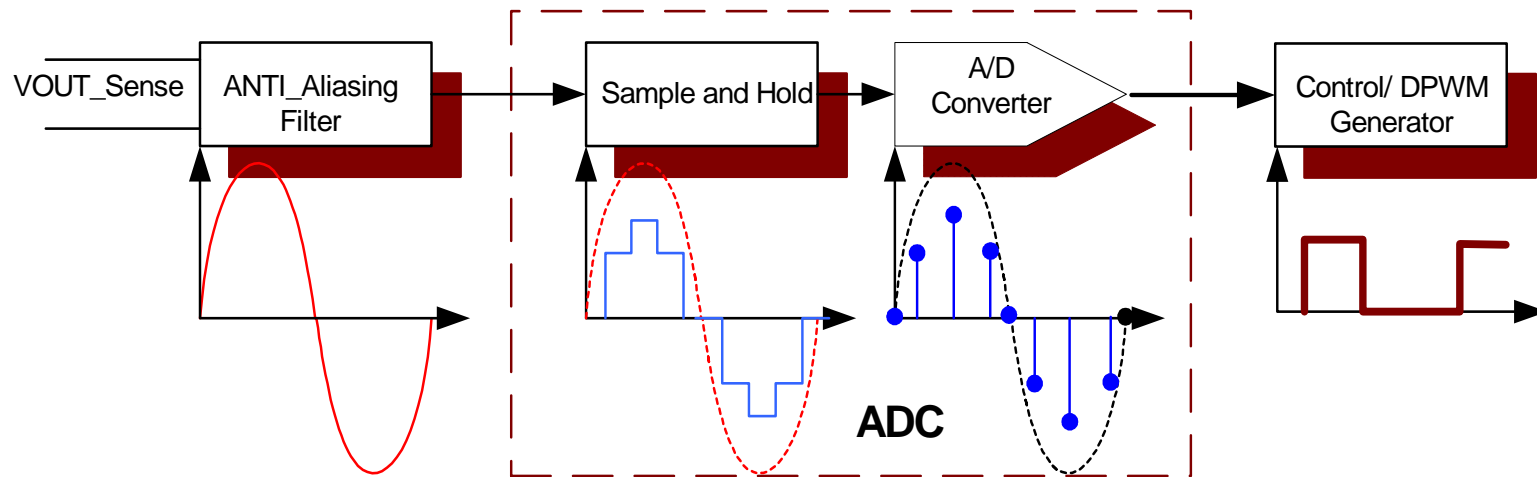 VOUT_Sense
ANTI_Aliasing
Filter
Sample and Hold
A/D
Converter
Control/ DPWM
Generator
ADC